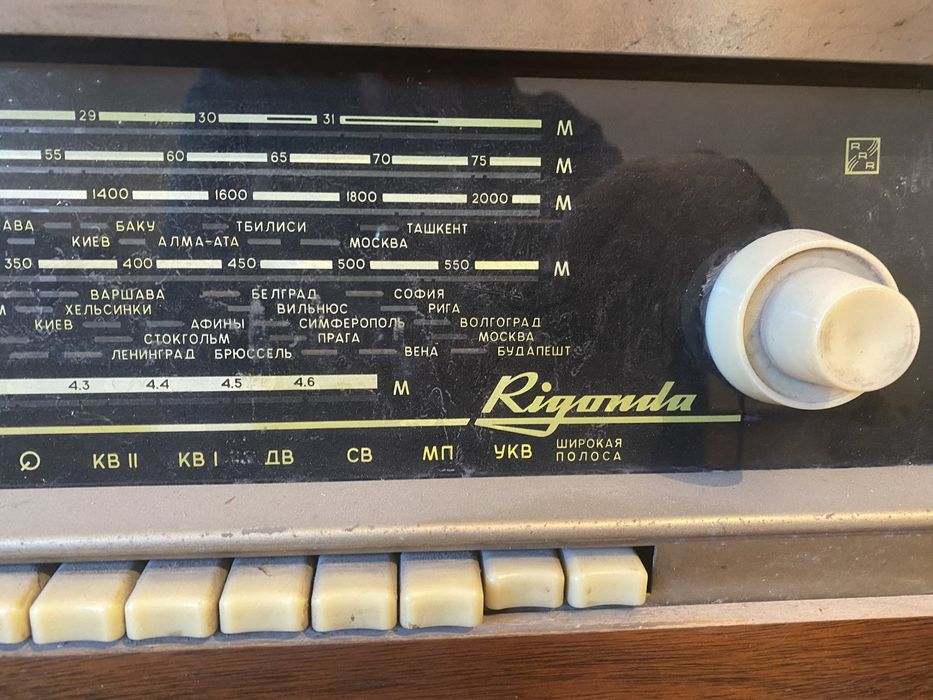 29 30 31 М
55 60 65 70 75 М
1400 1600 1800 2000 М
АВА БАКУ ТБИЛИСИ ТАШКЕНТ
КИЕВ АЛМА-АТА МОСКВА
350 400 450 500 550 М
ВАРШАВА БЕЛГРАД СОФИЯ
М ХЕЛЬСИНКИ ВИЛЬНЮС РИГА
КИЕВ АФИНЫ СИМФЕРОПОЛЬ ВОЛГОГРАД
СТОКГОЛЬМ ПРАГА МОСКВА
ЛЕНИНГРАД БРЮССЕЛЬ ВЕНА БУДАПЕШТ
4.3 4.4 4.5 4.6 М
Rigonda
КВ II КВ I ДВ СВ МП УКВ ШИРОКАЯ
ПОЛОСА
RRR